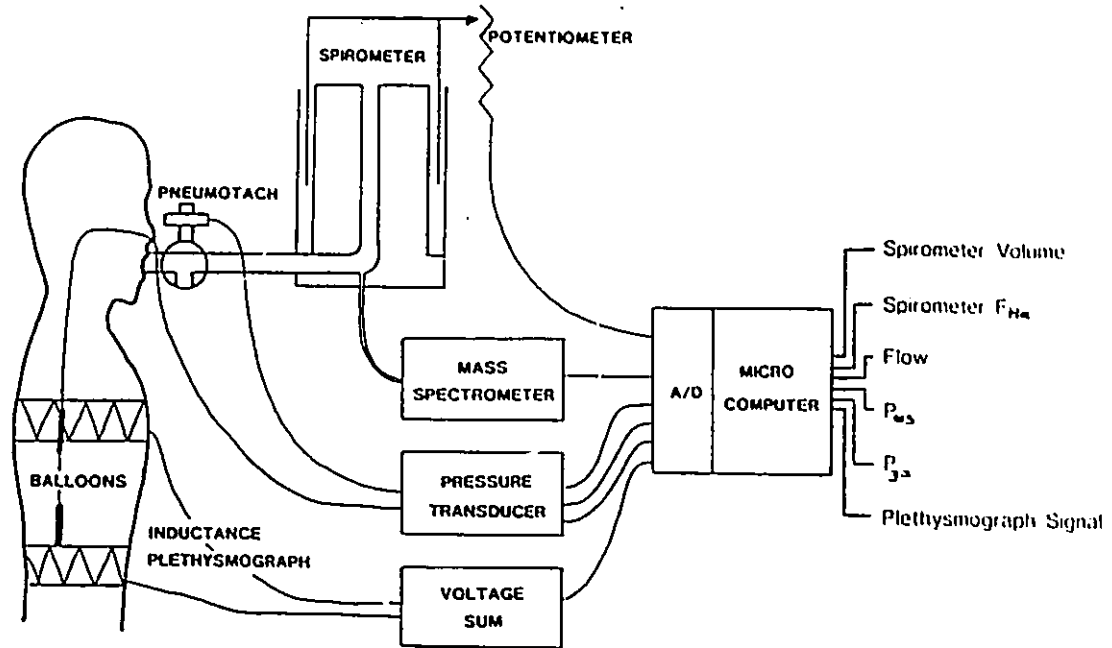 POTENTIOMETER
SPIROMETER
PNEUMOTACH
Spirometer Volume
Spirometer F
Flow
MASS
SPECTROMETER
A/D
MICRO
COMPUTER
P
P
BALLOONS
PRESSURE
TRANSDUCER
Plethysmograph Signal
INDUCTANCE
PLETHYSMOGRAPH
VOLTAGE
SUM